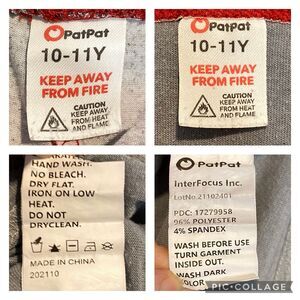 PatPat
10-11Y
KEEP AWAY
FROM FIRE
CAUTION
KEEP AWAY
FROM HEAT
AND FLAME
PatPat
10-11Y
KEEP AWAY
FROM FIRE
CAUTION
KEEP AWAY
FROM HEAT
AND FLAME
HAND WASH.
NO BLEACH.
DRY FLAT.
IRON ON LOW
HEAT.
DO NOT
DRYCLEAN.
MADE IN CHINA
202110
PatPat
InterFocus Inc.
LotNo.21102401
PDC: 17279958
96% POLYESTER
4% SPANDEX
WASH BEFORE USE
TURN GARMENT
INSIDE OUT.
WASH DARK
COLOR
PIC·COLLAGE